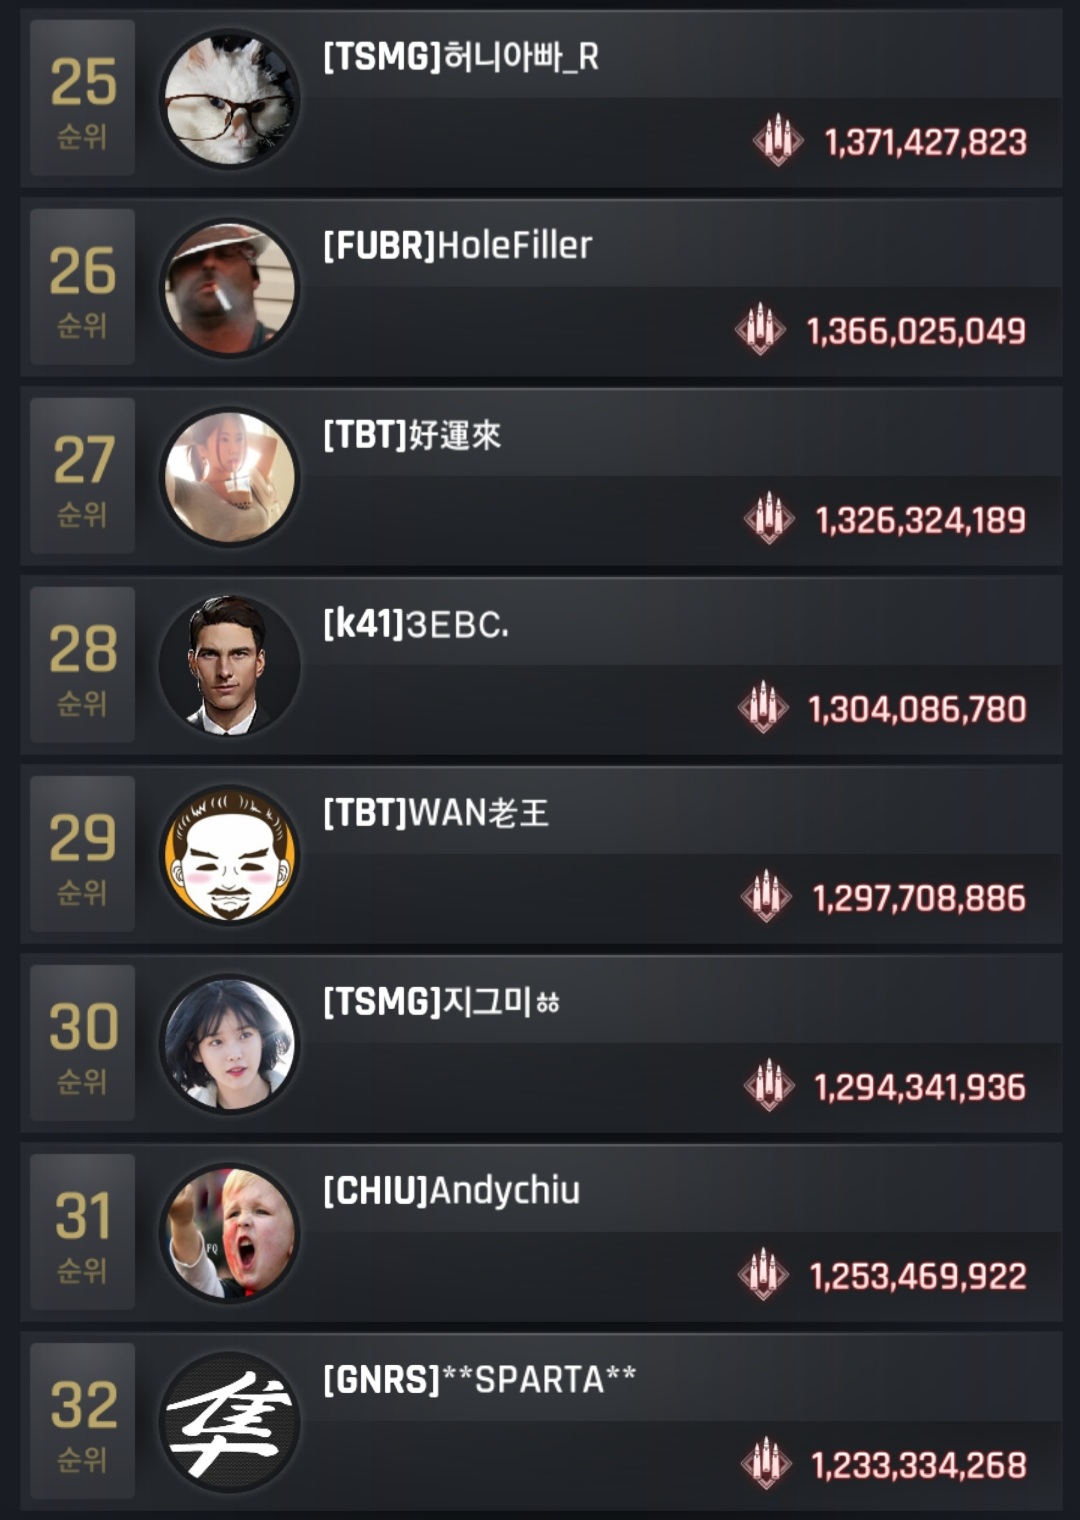 25
순위
[TSMG]허니아빠_R
1,371,427,823
26
순위
[FUBR]HoleFiller
1,366,025,049
27
순위
[TBT]好運來
1,326,324,189
28
순위
[k41]3EBC.
1,304,086,780
29
순위
[TBT]WAN老王
1,297,708,886
30
순위
[TSMG]지그미ㅎㅎ
1,294,341,936
31
순위
FQ
[CHIU]Andychiu
1,253,469,922
32
순위
隼
[GNRS]**SPARTA**
1,233,334,268